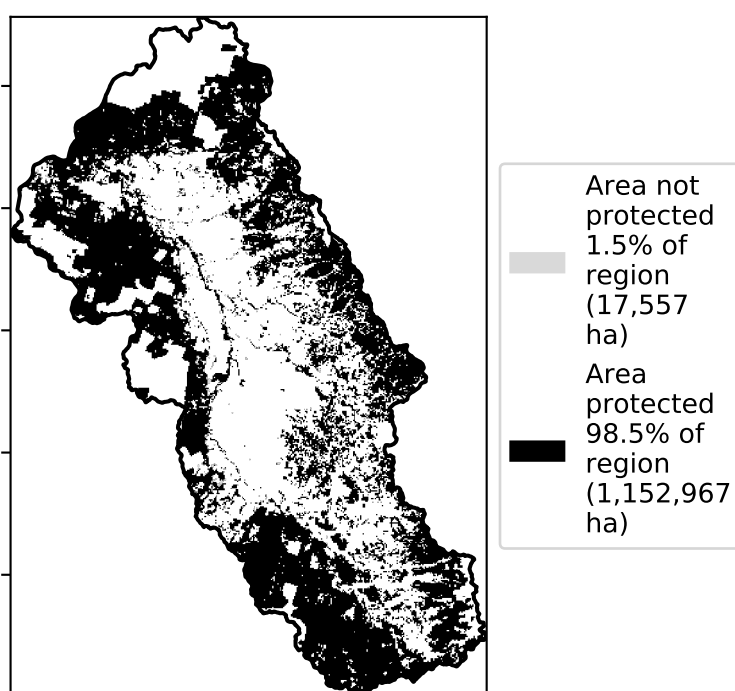 Area not
protected
1.5% of
region
(17,557
ha)
Area
protected
98.5% of
region
(1,152,967
ha)